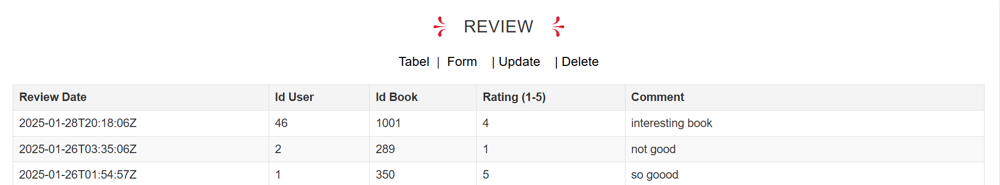 REVIEW
Tabel | Form | Update | Delete
Review Date Id User Id Book Rating (1-5) Comment
2025-01-28T20:18:06Z 46 1001 4 interesting book
2025-01-26T03:35:06Z 2 289 1 not good
2025-01-26T01:54:57Z 1 350 5 so goood